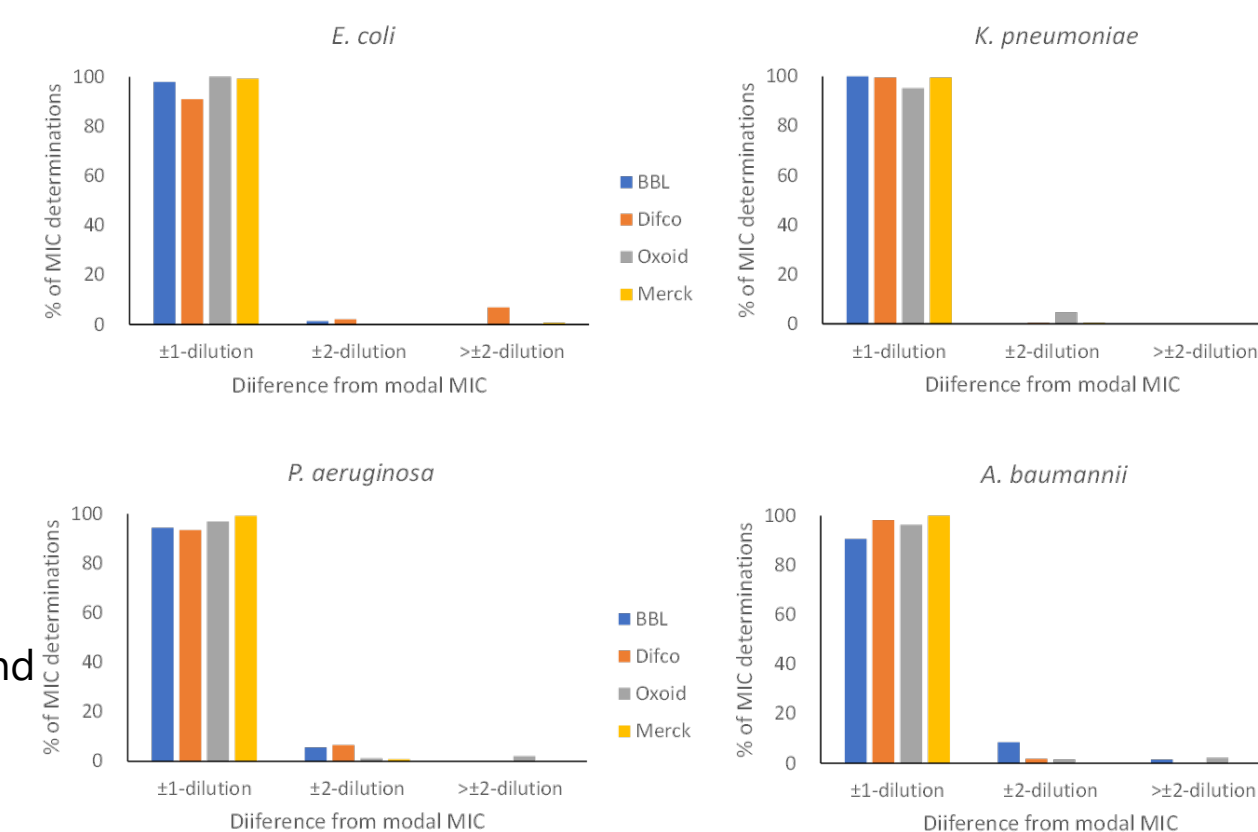 E. coli
% of MIC determinations
100
80
60
40
20
0
±1-dilution ±2-dilution >±2-dilution
Diiference from modal MIC
BBL
Difco
Oxoid
Merck
K. pneumoniae
% of MIC determinations
100
80
60
40
20
0
±1-dilution ±2-dilution >±2-dilution
Diiference from modal MIC
P. aeruginosa
% of MIC determinations
100
80
60
40
20
0
±1-dilution ±2-dilution >±2-dilution
Diiference from modal MIC
BBL
Difco
Oxoid
Merck
A. baumannii
% of MIC determinations
100
80
60
40
20
0
±1-dilution ±2-dilution >±2-dilution
Diiference from modal MIC